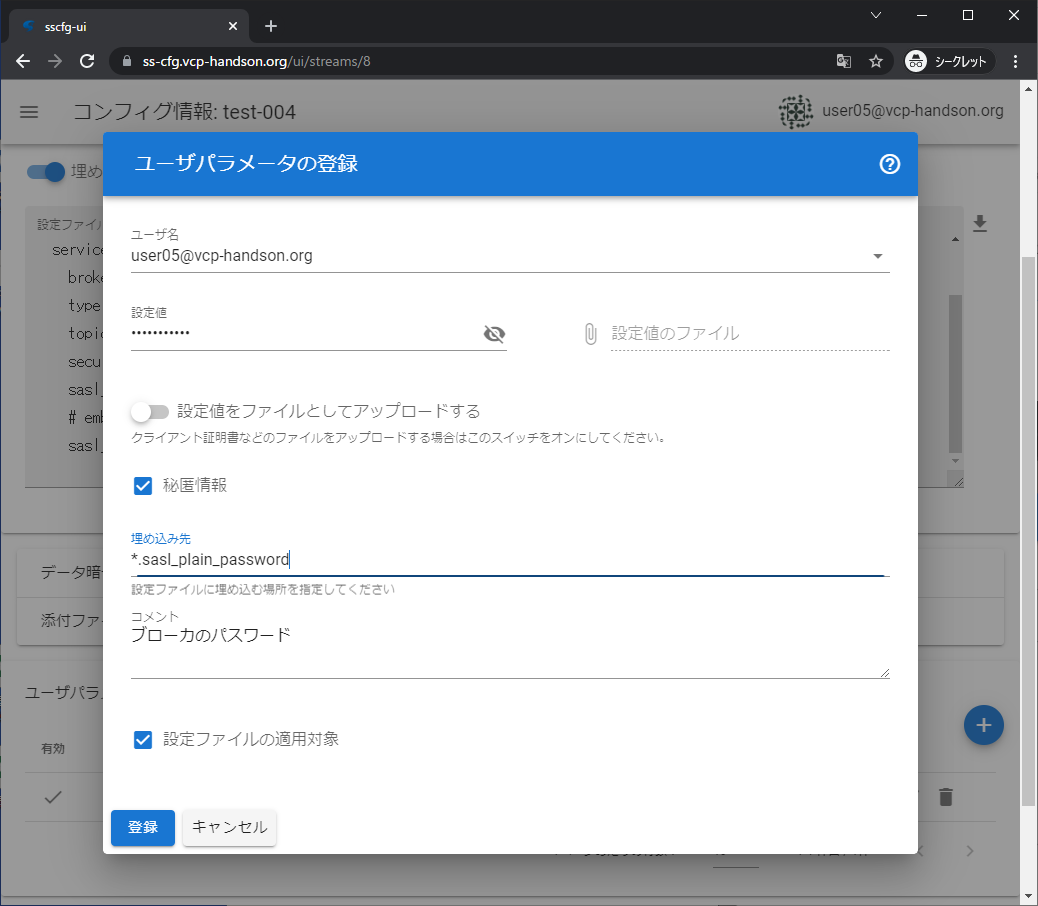 sscfg-ui
ss-cfg.vcp-handson.org/ui/streams/8
シークレット
コンフィグ情報: test-004
user05@vcp-handson.org
埋め
ユーザパラメータの登録
設定ファイル
service
broke
type
topic
secu
sasl_
# emb
sasl_
ユーザ名
user05@vcp-handson.org
設定値
•••••••••••
設定値のファイル
設定値をファイルとしてアップロードする
クライアント証明書などのファイルをアップロードする場合はこのスイッチをオンにしてください。
秘匿情報
埋め込み先
*.sasl_plain_password
設定ファイルに埋め込む場所を指定してください
コメント
ブローカのパスワード
データ暗
添付ファ
ユーザパラ
有効
設定ファイルの適用対象
登録
キャンセル